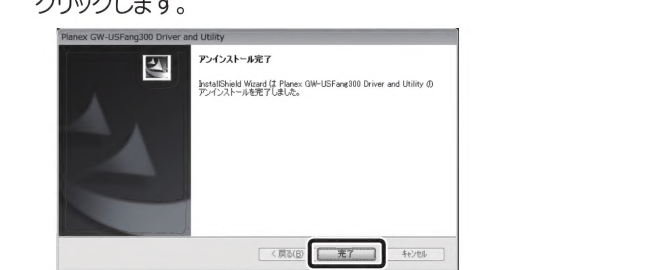 クリックします。
Planex GW-USFang300 Driver and Utility
アンインストール完了
InstallShield Wizard は Planex GW-USFang300 Driver and Utility の
アンインストールを完了しました。
< 戻る(B)
完了
キャンセル